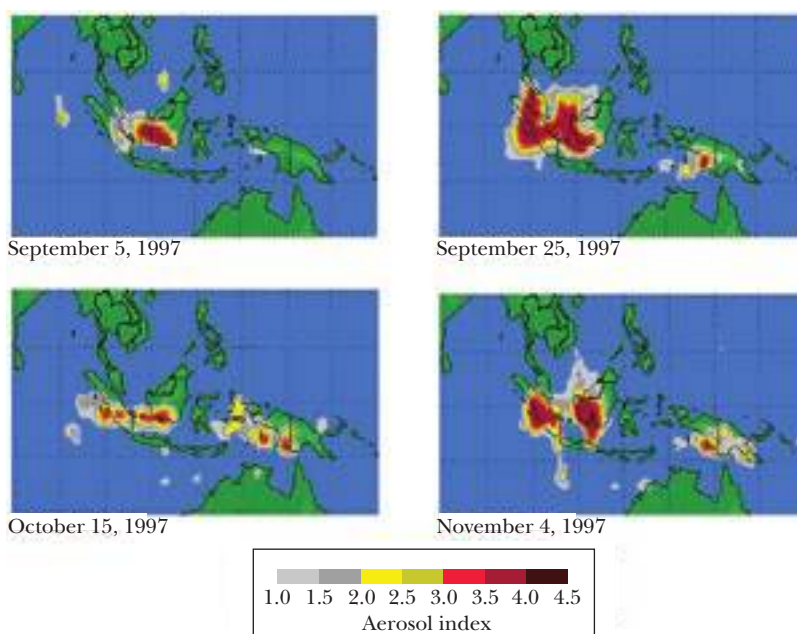 September 5, 1997
September 25, 1997
October 15, 1997
November 4, 1997
1.0 1.5 2.0 2.5 3.0 3.5 4.0 4.5
Aerosol index